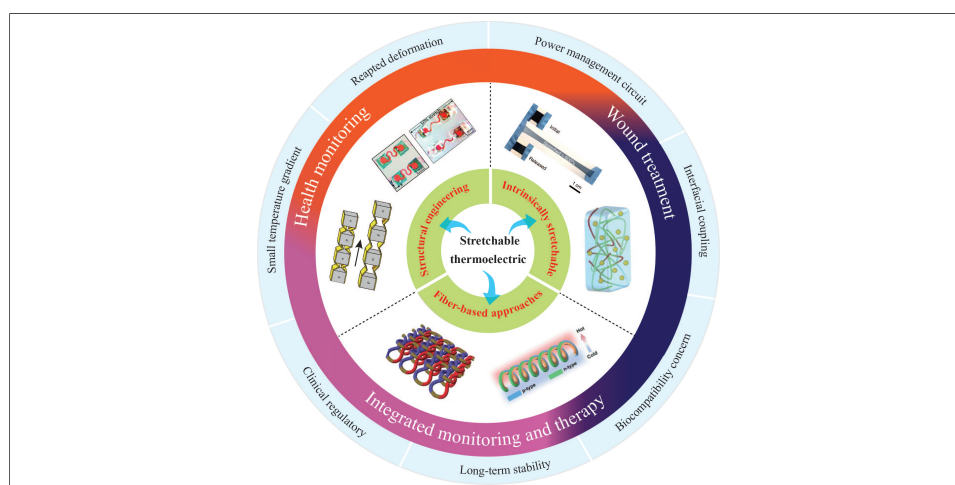 Reapted deformation
Power management circuit
Small temperature gradient
Interfacial coupling
Clinical regulatory
Biocompatibility concern
Long-term stability
Health monitoring
Wound treatment
Integrated monitoring and therapy
Structural engineering
Intrinsically stretchable
Fiber-based approaches
Stretchable
thermoelectric
Initial
Released
Hot
Cold
n-type
p-type